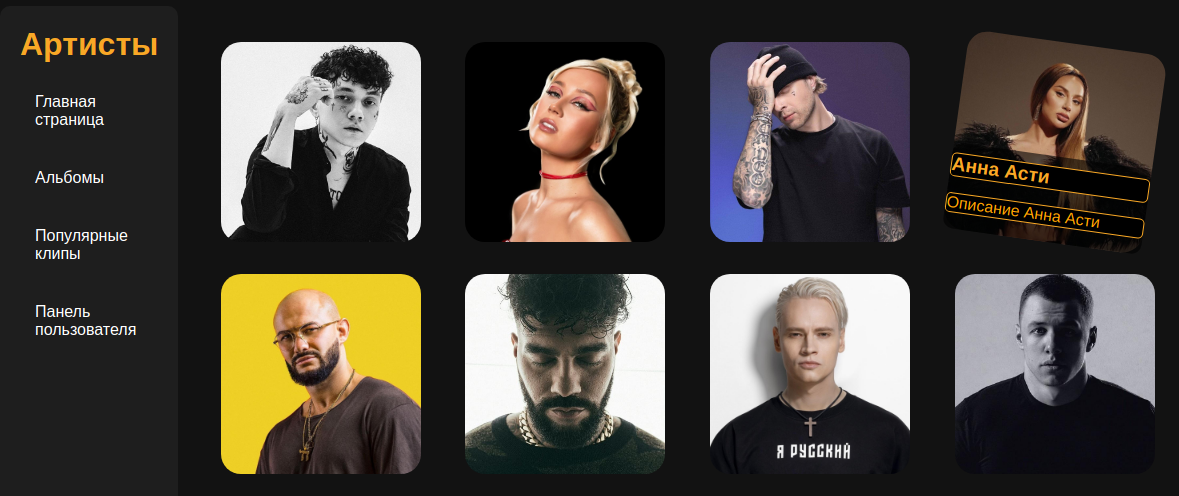 Артисты
Главная
страница
Альбомы
Популярные
клипы
Панель
пользователя
Анна Асти
Описание Анна Асти
Я РУССКИЙ